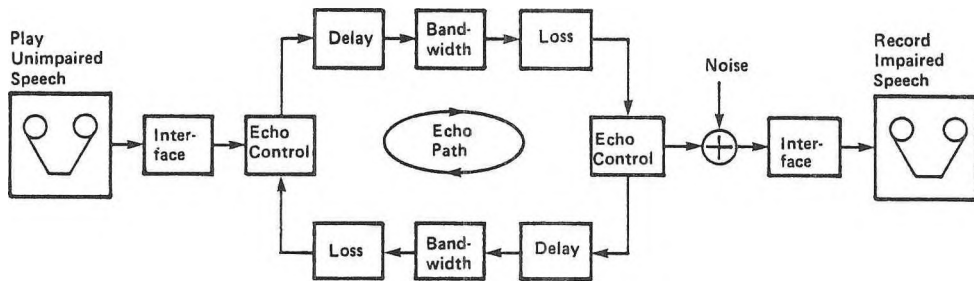 Play
Unimpaired
Speech
Inter-
face
Echo
Control
Delay
Band-
width
Loss
Echo
Path
Loss
Band-
width
Delay
Echo
Control
Noise
Inter-
face
Record
Impaired
Speech